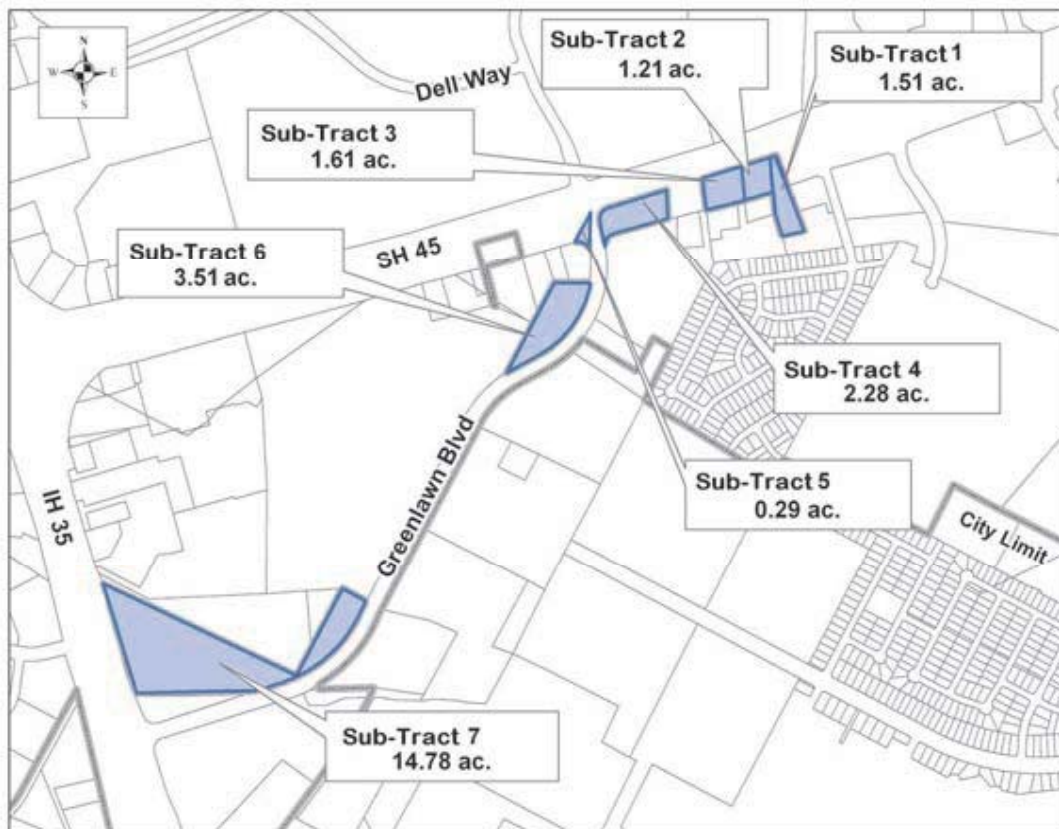 N
W E
S
Dell Way
Sub-Tract 2
1.21 ac.
Sub-Tract 1
1.51 ac.
Sub-Tract 3
1.61 ac.
Sub-Tract 6
3.51 ac.
SH 45
Sub-Tract 4
2.28 ac.
Sub-Tract 5
0.29 ac.
City Limit
IH 35
Greenlawn Blvd
Sub-Tract 7
14.78 ac.